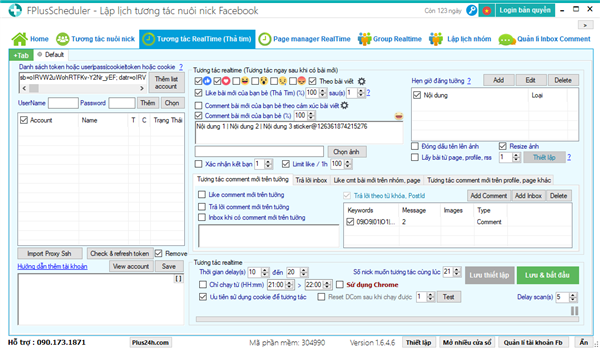 FPlusScheduler - Lập lịch tương tác nuôi nick Facebook
Còn 123 ngày
Login bản quyền
Home
Tương tác nuôi nick
Tương tác RealTime (Thả tim)
Page manager RealTime
Group Realtime
Lập lịch nhóm
Quản lí Inbox Comment
+Tab
Default
Danh sách token hoặc user|pass|cookie|token hoặc cookie ?
sb=oIRVW2uWohRTFKv-Y2Nr_yEF; datr=oIRV
Thêm list account
UserName
Password
Thêm
Chọn
Account Name T C Trạng Thái
Import Proxy Ssh
Check & refresh token
Remove
Hướng dẫn thêm tài khoản
View account
Save
[ ]
Tương tác realtime (Tương tác ngay sau khi có bài mới)
Theo bài viết
Like bài mới của bạn bè (Thả Tim) (%) 100 sau(s) 1 ?
Comment bài mới của bạn bè theo cảm xúc bài viết
Comment bài mới của bạn bè (%) 100
Nội dung 1 | Nội dung 2 | Nội dung 3 sticker@126361874215276
Chọn ảnh
Xác nhận kết bạn 1
Limit like / 1h 100
Hẹn giờ đăng tường ?
Add
Edit
Delete
Nội dung Loại
Đóng dấu tên lên ảnh
Resize ảnh
Lấy bài từ page, profile, rss 1 Thiết lập ?
Tương tác comment mới trên tường
Trả lời inbox
Like cmt bài mới trên nhóm, page
Tương tác comment mới trên profile, page khác
Like comment mới trên tường
Trả lời comment mới trên tường
Inbox khi có comment mới trên tường
Trả lời theo từ khóa, PostId
Add Comment
Add Inbox
Delete
Keywords Message Images Type
09|O9|01|O1|... 2 Comment
Tương tác realtime
Thời gian delay(s) 10 đến 20
Số nick muốn tương tác cùng lúc 21
Lưu thiết lập
Lưu & bắt đầu
Chỉ chạy từ (HH:mm) 21:00 > 22:00
Sử dụng Chrome
Ưu tiên sử dụng cookie để tương tác
Reset DCom sau khi chạy được 1 Test
Delay scan(s) 5
Hỗ trợ : 090.173.1871
Plus24h.com
Mã phần mềm: 304990
Version 1.6.4.6
Thiết lập
Mở nhiều cửa sổ
Quản lí tài khoản Fb
Ẩn